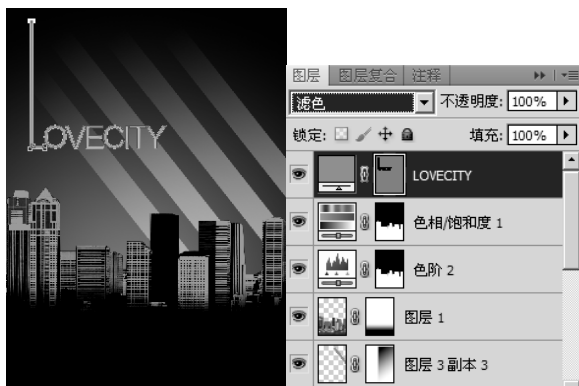 LOVECITY
图层 图层复合 注释
滤色 不透明度: 100%
锁定: 填充: 100%
LOVECITY
色相/饱和度 1
色阶 2
图层 1
图层 3 副本 3